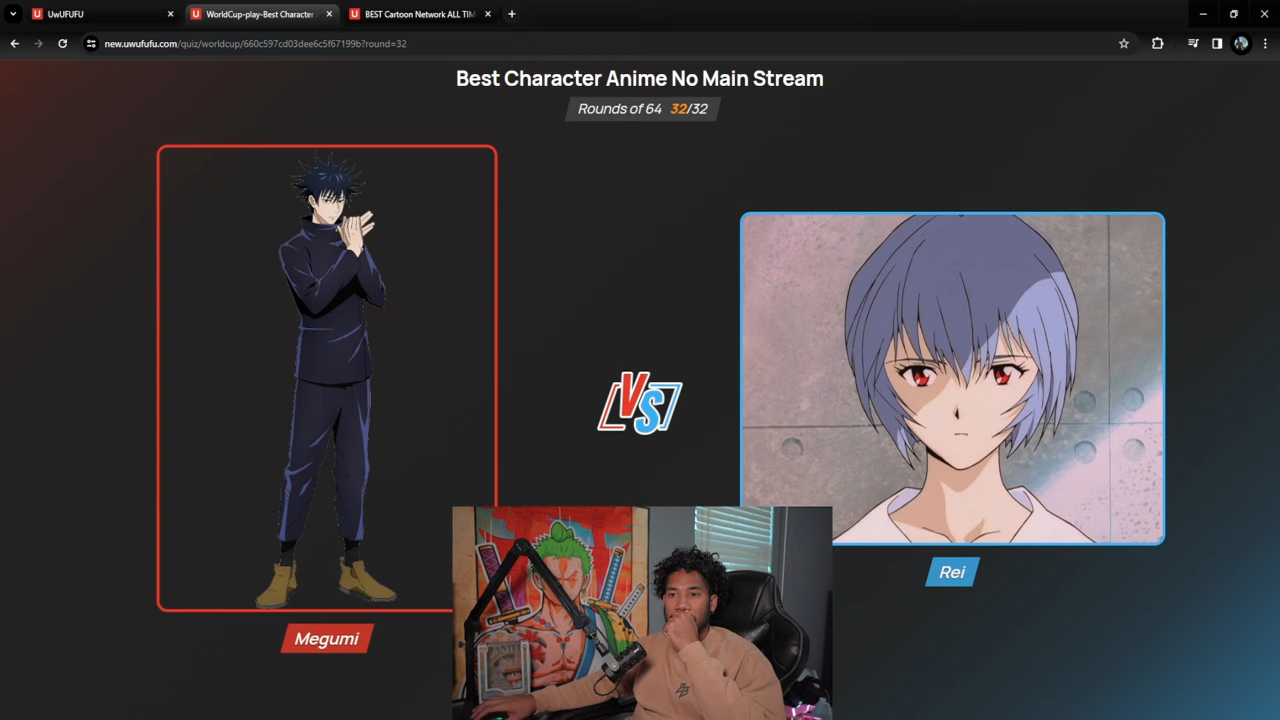 UwUFUFU
WorldCup-play-Best Character
BEST Cartoon Network ALL TIM
new.uwufufu.com/quiz/worldcup/660c597cd03dee6c5f67199b?round=32
Best Character Anime No Main Stream
Rounds of 64 32/32
VS
Rei
Megumi